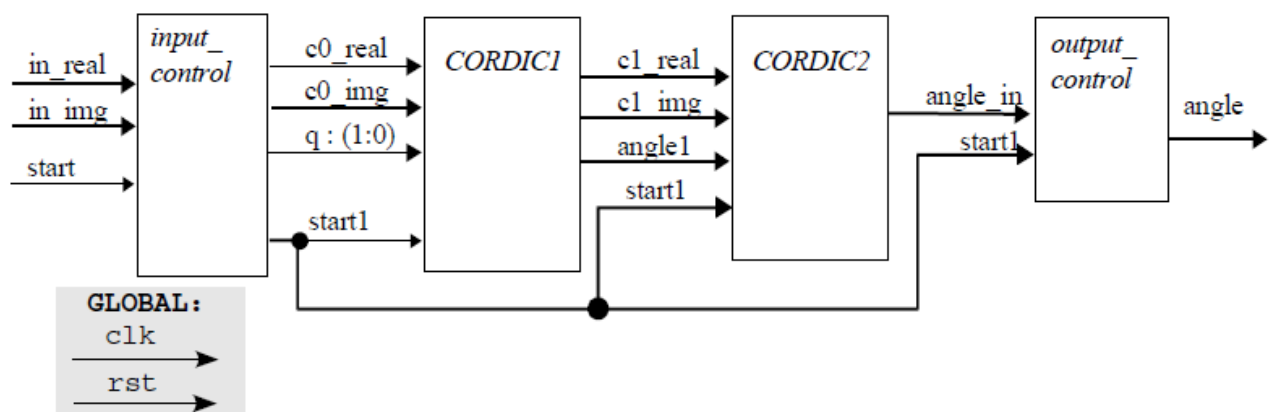 input_
control
in_real
in_img
start
c0_real
c0_img
q : (1:0)
start1
CORDIC1
c1_real
c1_img
angle1
start1
CORDIC2
angle_in
start1
output_
control
angle
GLOBAL:
clk
rst